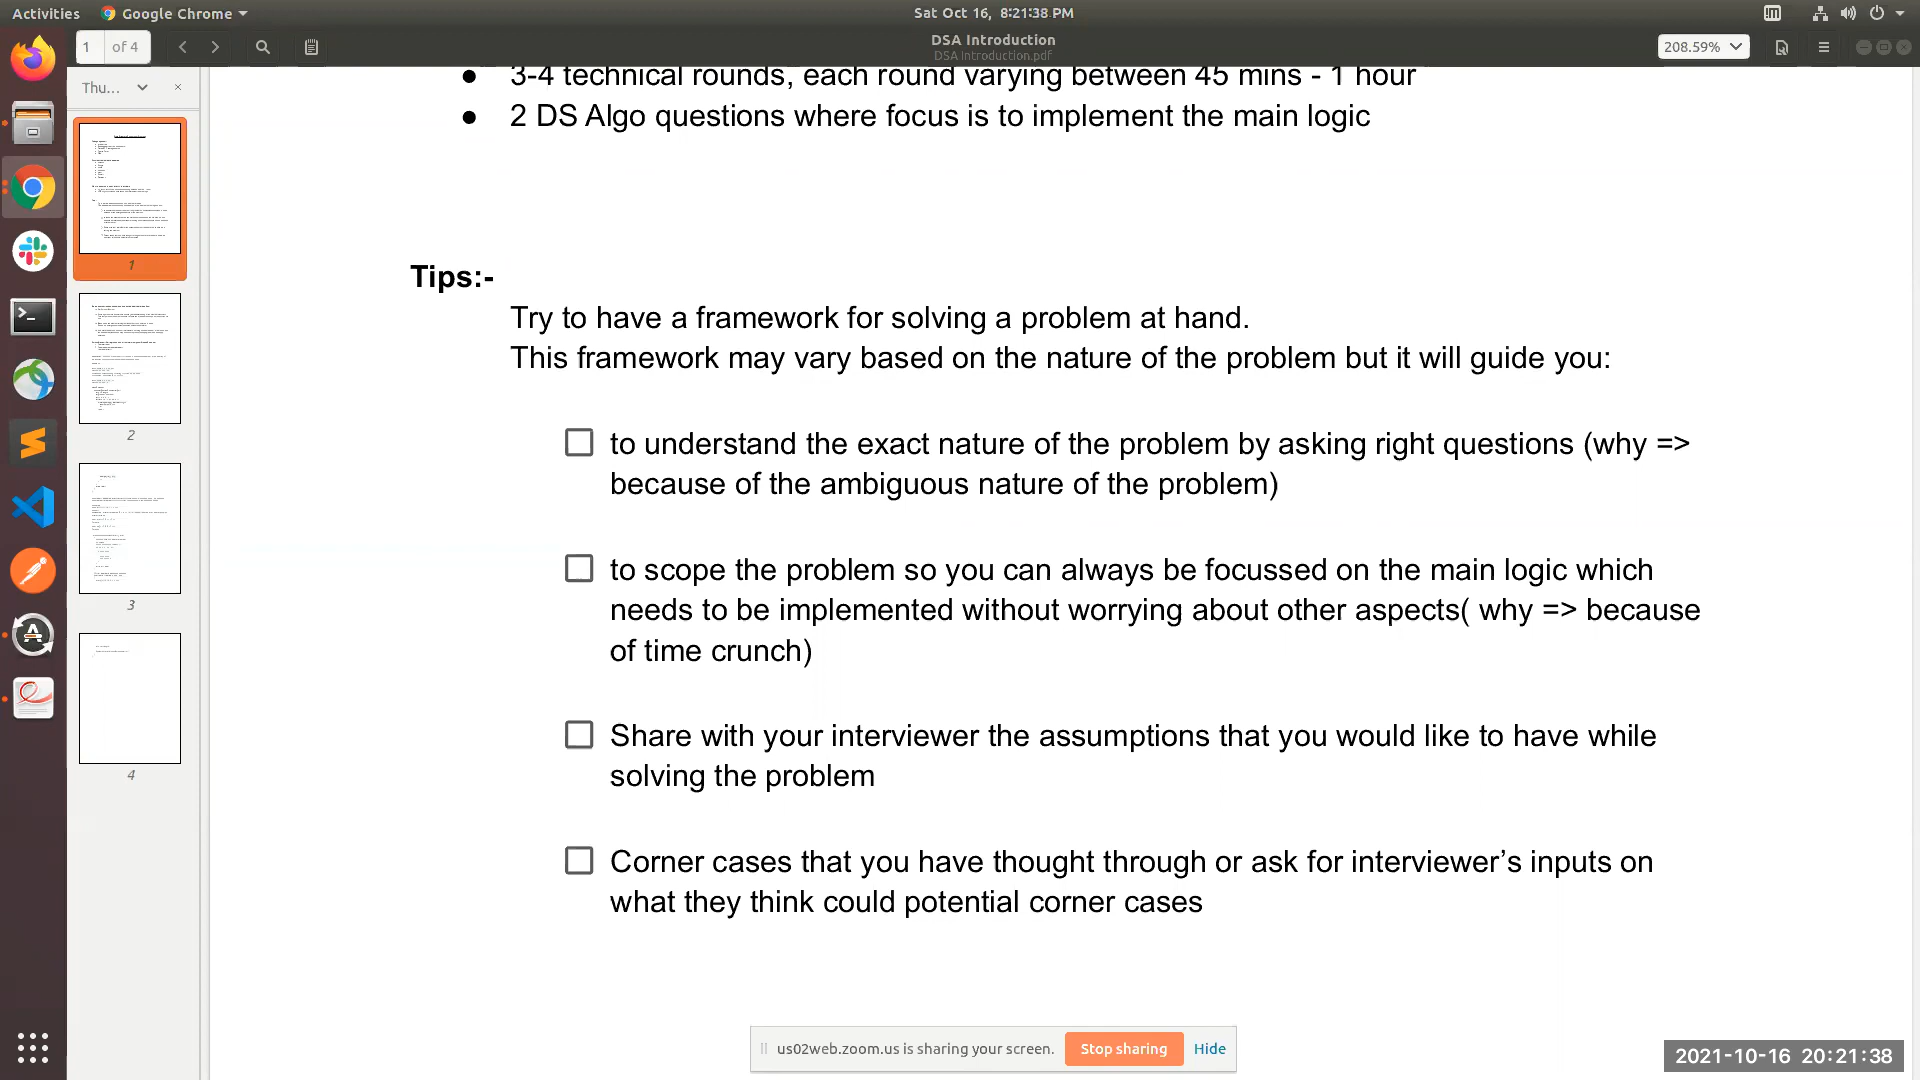 Activities Google Chrome Sat Oct 16, 8:21:38 PM
1 of 4 DSA Introduction 208.59%
DSA Introduction.pdf
Thu...
1
2
3
4
● 3-4 technical rounds, each round varying between 45 mins - 1 hour
● 2 DS Algo questions where focus is to implement the main logic
Tips:-
Try to have a framework for solving a problem at hand.
This framework may vary based on the nature of the problem but it will guide you:
to understand the exact nature of the problem by asking right questions (why =>
because of the ambiguous nature of the problem)
to scope the problem so you can always be focussed on the main logic which
needs to be implemented without worrying about other aspects( why => because
of time crunch)
Share with your interviewer the assumptions that you would like to have while
solving the problem
Corner cases that you have thought through or ask for interviewer’s inputs on
what they think could potential corner cases
us02web.zoom.us is sharing your screen. Stop sharing Hide
2021-10-16 20:21:38